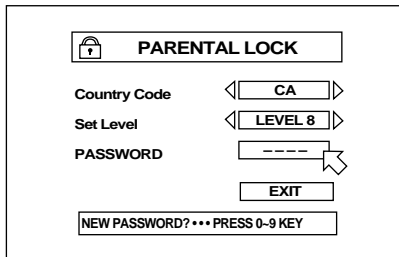 PARENTAL LOCK
Country Code CA
Set Level LEVEL 8
PASSWORD – – – –
EXIT
NEW PASSWORD? ••• PRESS 0~9 KEY